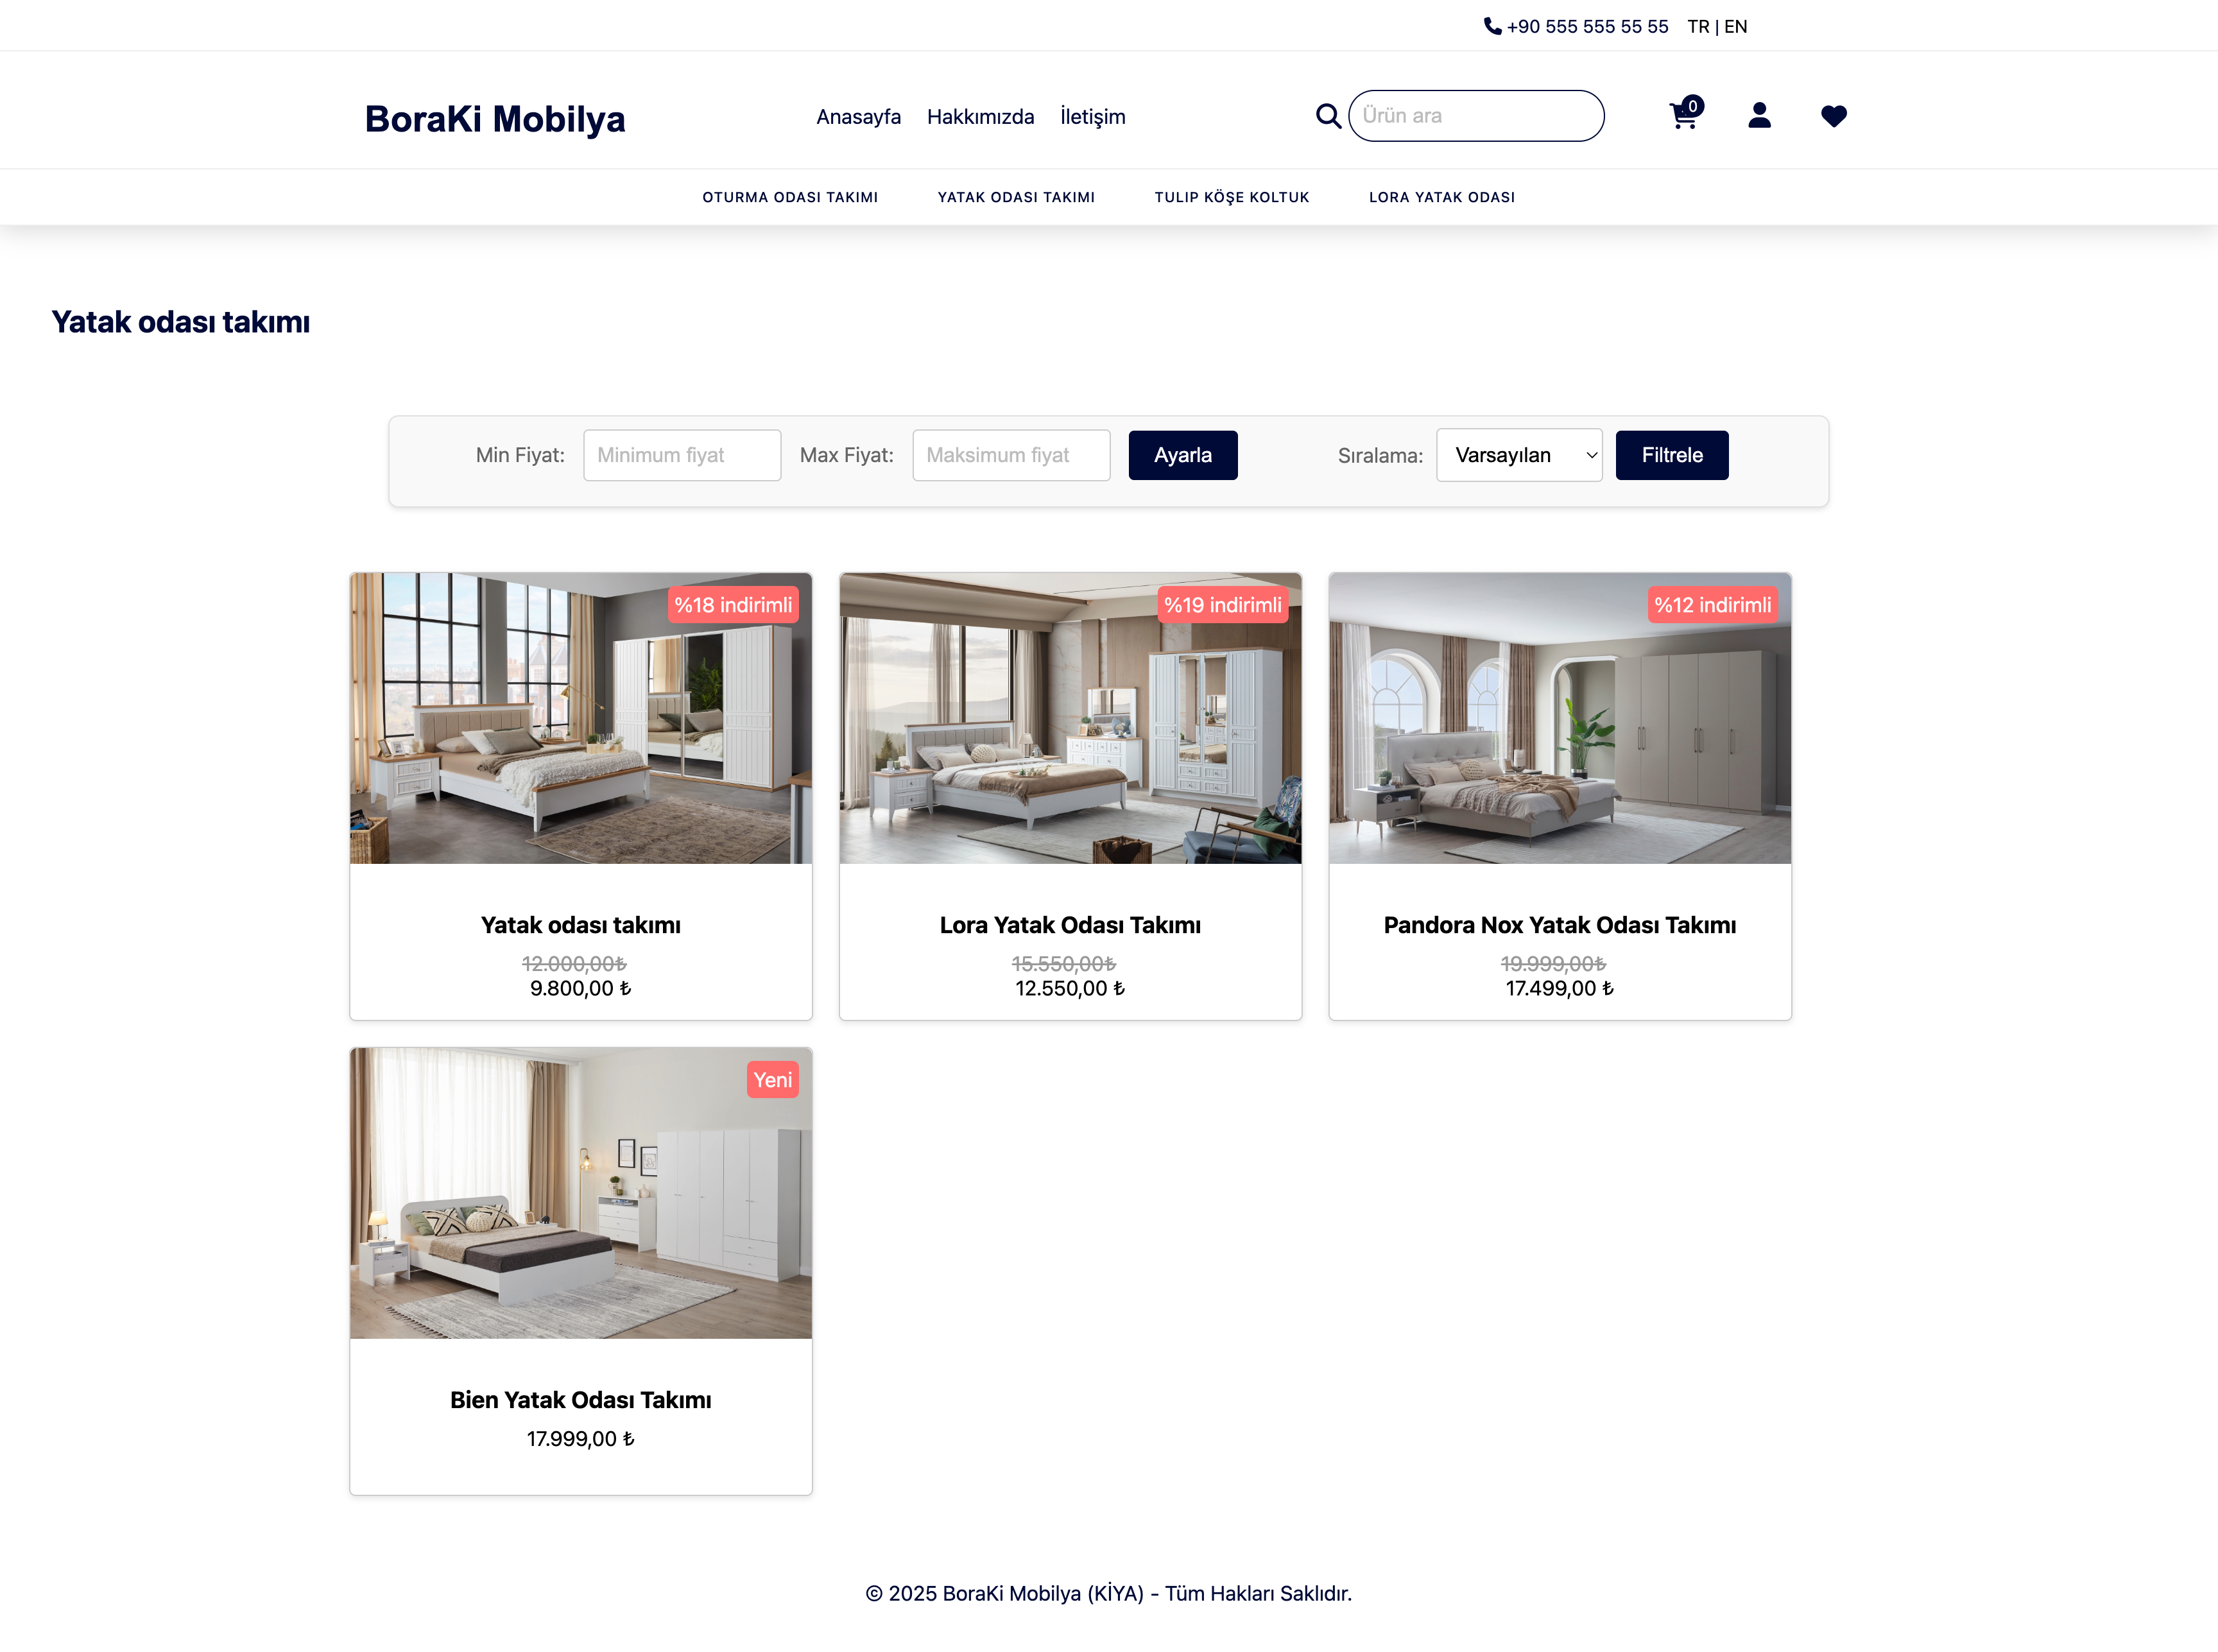 +90 555 555 55 55 TR | EN
BoraKi Mobilya
Anasayfa Hakkımızda İletişim
Ürün ara
0
OTURMA ODASI TAKIMI YATAK ODASI TAKIMI TULIP KÖŞE KOLTUK LORA YATAK ODASI
Yatak odası takımı
Min Fiyat: Minimum fiyat Max Fiyat: Maksimum fiyat Ayarla Sıralama: Varsayılan Filtrele
%18 indirimli
Yatak odası takımı
12.000,00₺
9.800,00 ₺
%19 indirimli
Lora Yatak Odası Takımı
15.550,00₺
12.550,00 ₺
%12 indirimli
Pandora Nox Yatak Odası Takımı
19.999,00₺
17.499,00 ₺
Yeni
Bien Yatak Odası Takımı
17.999,00 ₺
© 2025 BoraKi Mobilya (KİYA) - Tüm Hakları Saklıdır.